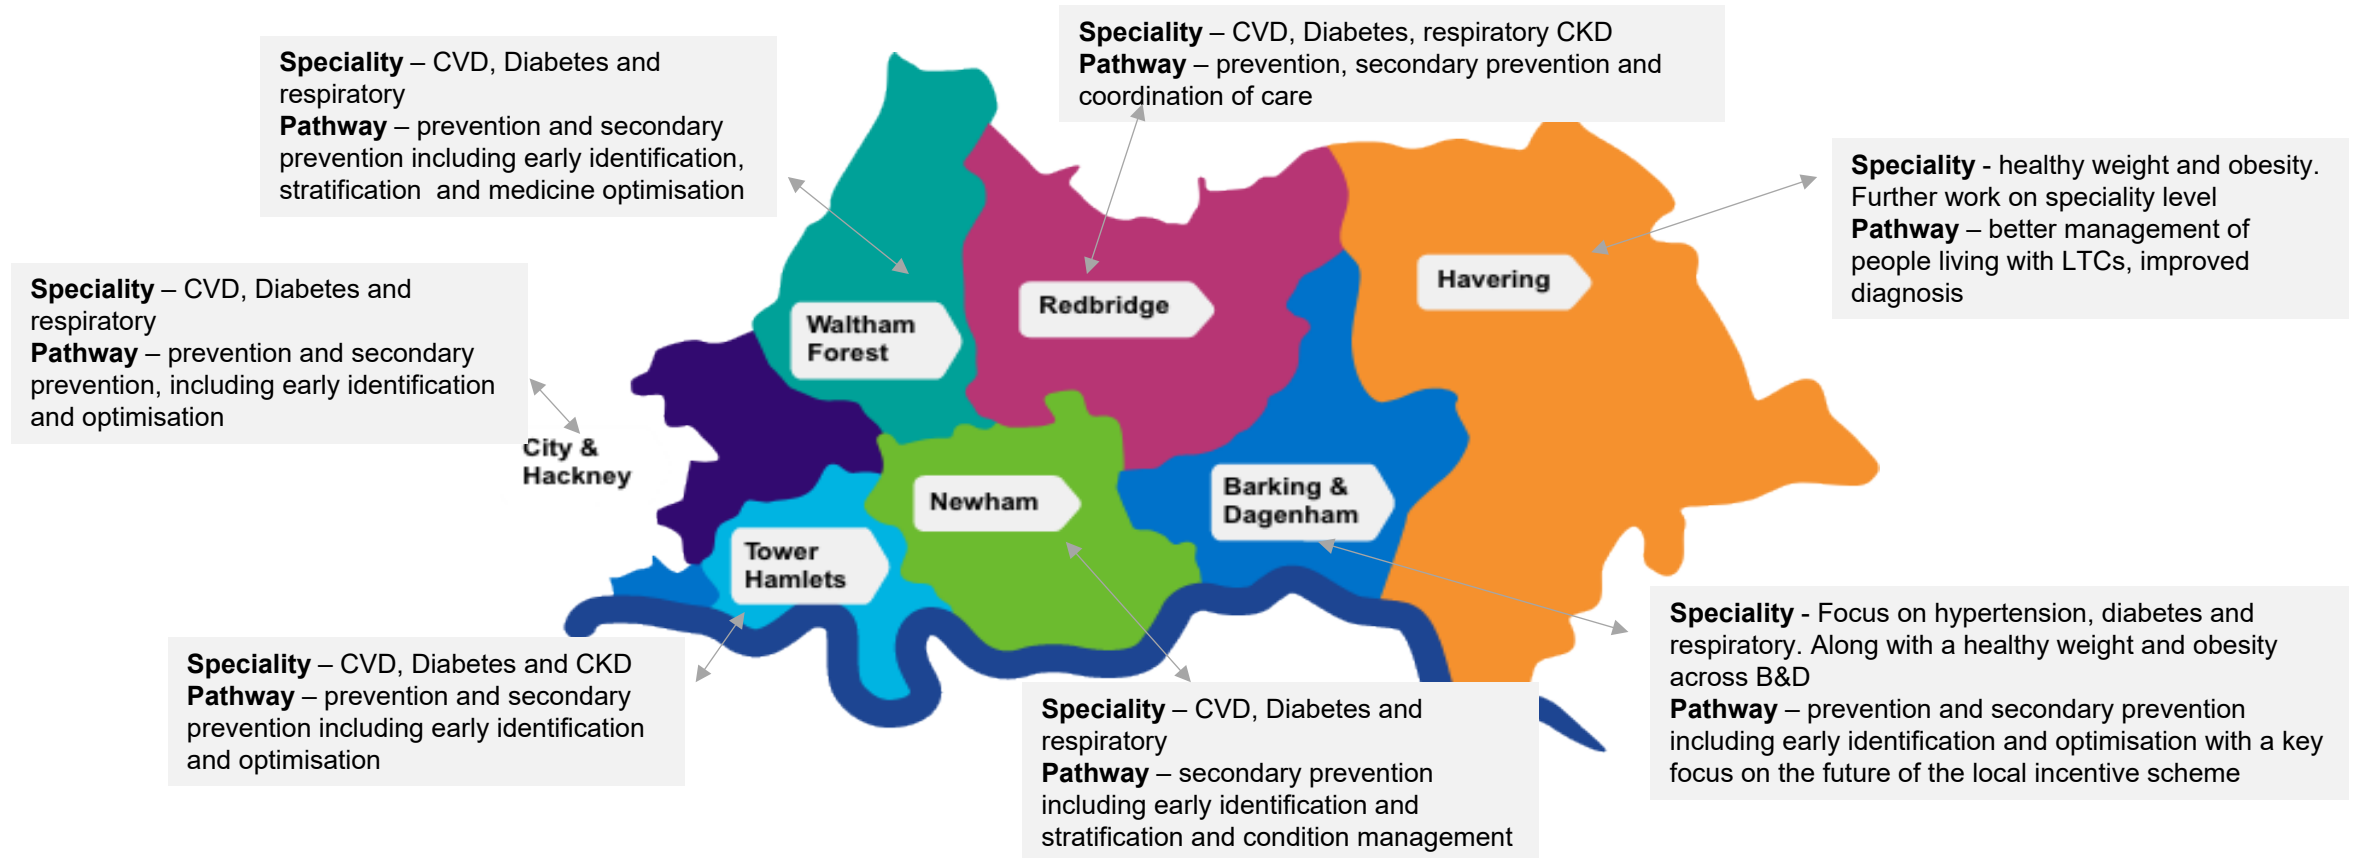 Speciality – CVD, Diabetes, respiratory CKD
Pathway – prevention, secondary prevention and
coordination of care
Speciality – CVD, Diabetes and
respiratory
Pathway – prevention and secondary
prevention including early identification,
stratification  and medicine optimisation
Speciality - healthy weight and obesity.
Further work on speciality level
Pathway – better management of
people living with LTCs, improved
diagnosis
Speciality – CVD, Diabetes and
respiratory
Pathway – prevention and secondary
prevention, including early identification
and optimisation
Havering
Redbridge
Waltham
Forest
City &
Hackney
Newham
Barking &
Dagenham
Tower
Hamlets
Speciality - Focus on hypertension, diabetes and
respiratory. Along with a healthy weight and obesity
across B&D
Pathway – prevention and secondary prevention
including early identification and optimisation with a key
focus on the future of the local incentive scheme
Speciality – CVD, Diabetes and CKD
Pathway – prevention and secondary
prevention including early identification
and optimisation
Speciality – CVD, Diabetes and
respiratory
Pathway – secondary prevention
including early identification and
stratification and condition management